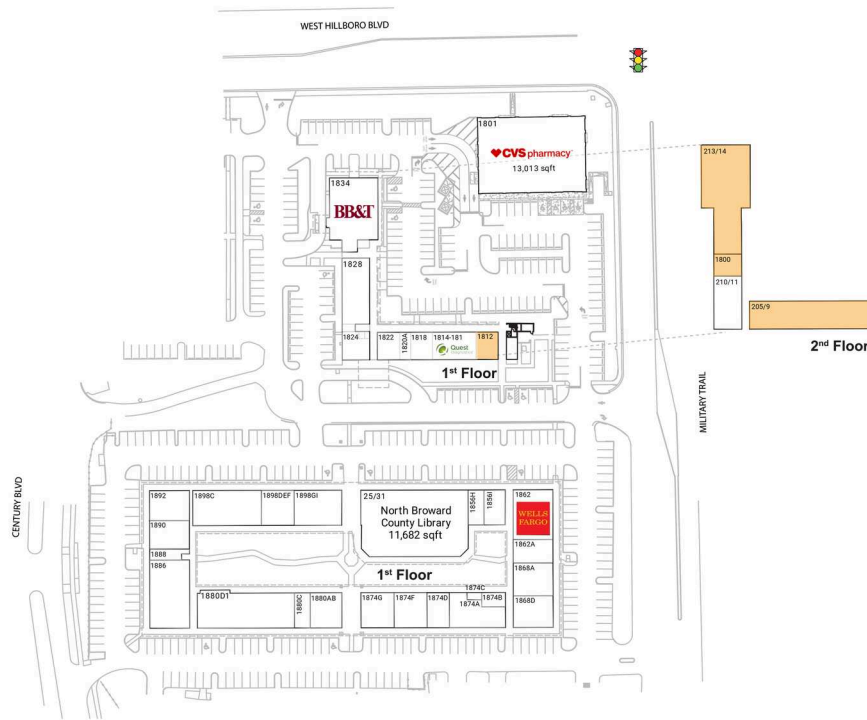 WEST HILLBORO BLVD
1801
CVS pharmacy
13,013 sqft
213/14
1834
BB&T
1828
1800
210/11
205/9
1824
1822
1820A
1818
1814-181
Quest
1812
1st Floor
2nd Floor
MILITARY TRAIL
CENTURY BLVD
1892
1898C
1898DEF
1898GI
25/31
North Broward
County Library
11,682 sqft
1856H
1856I
1862
WELLS
FARGO
1890
1862A
1888
1886
1868A
1st Floor
1880D1
1880C
1880AB
1874G
1874F
1874D
1874C
1874A
1874B
1868D